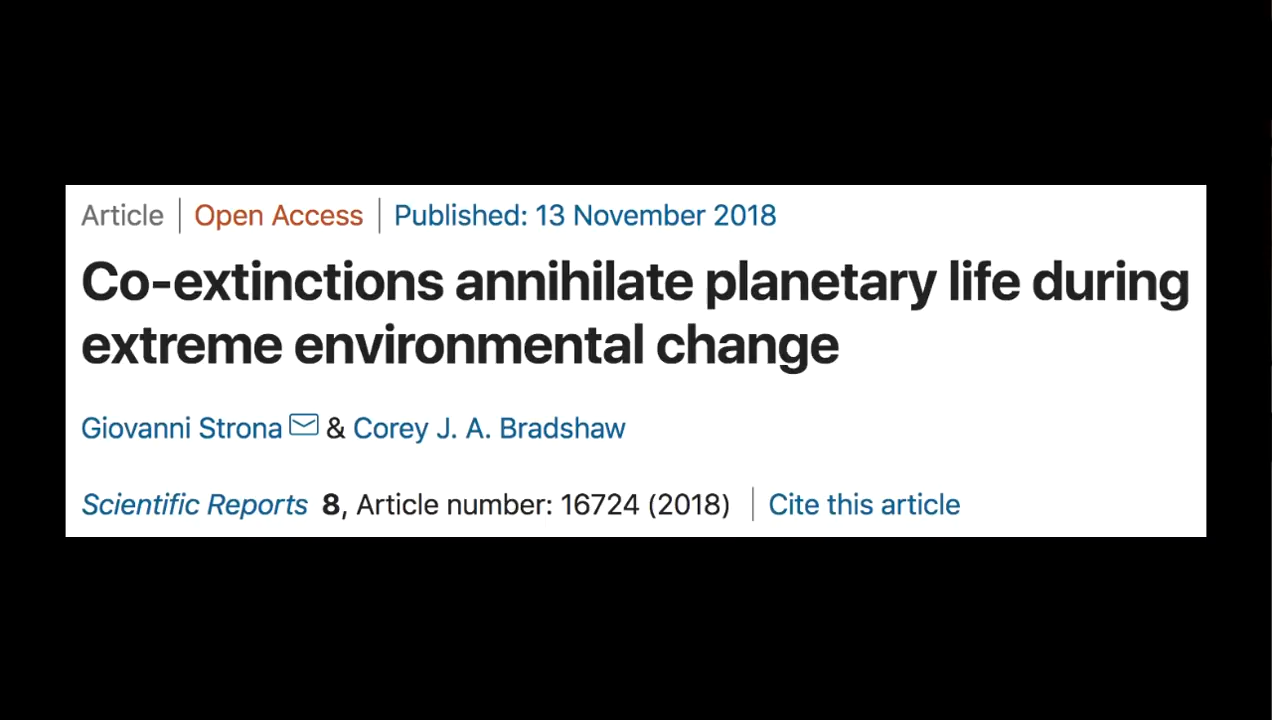 Article | Open Access | Published: 13 November 2018
Co-extinctions annihilate planetary life during
extreme environmental change
Giovanni Strona & Corey J. A. Bradshaw
Scientific Reports 8, Article number: 16724 (2018) | Cite this article